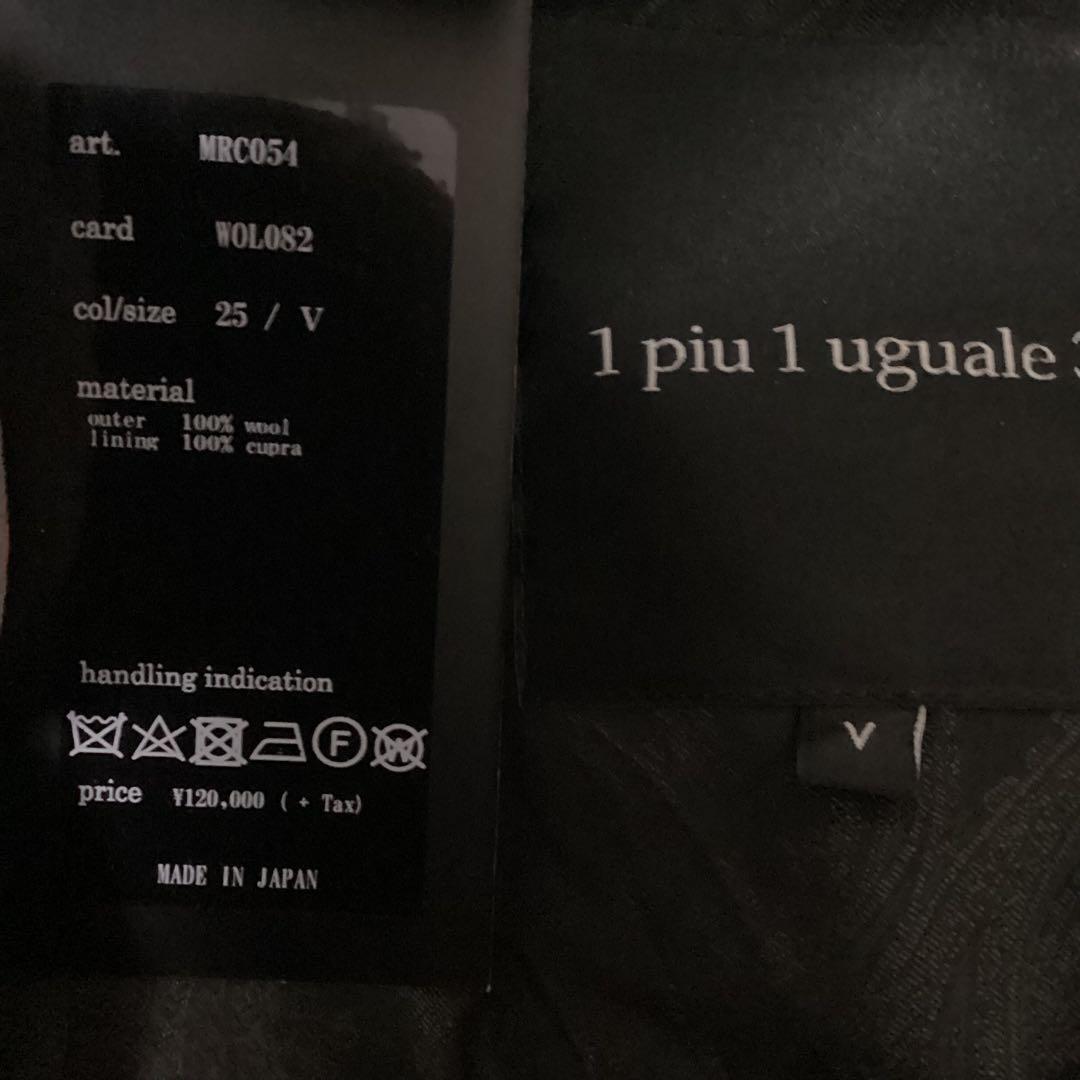 art. MRC054
card WOL082
col/size 25 / V
material
outer 100% wool
lining 100% cupra
handling indication
F W
price ¥120,000 ( + Tax)
MADE IN JAPAN
1 piu 1 uguale 3
V